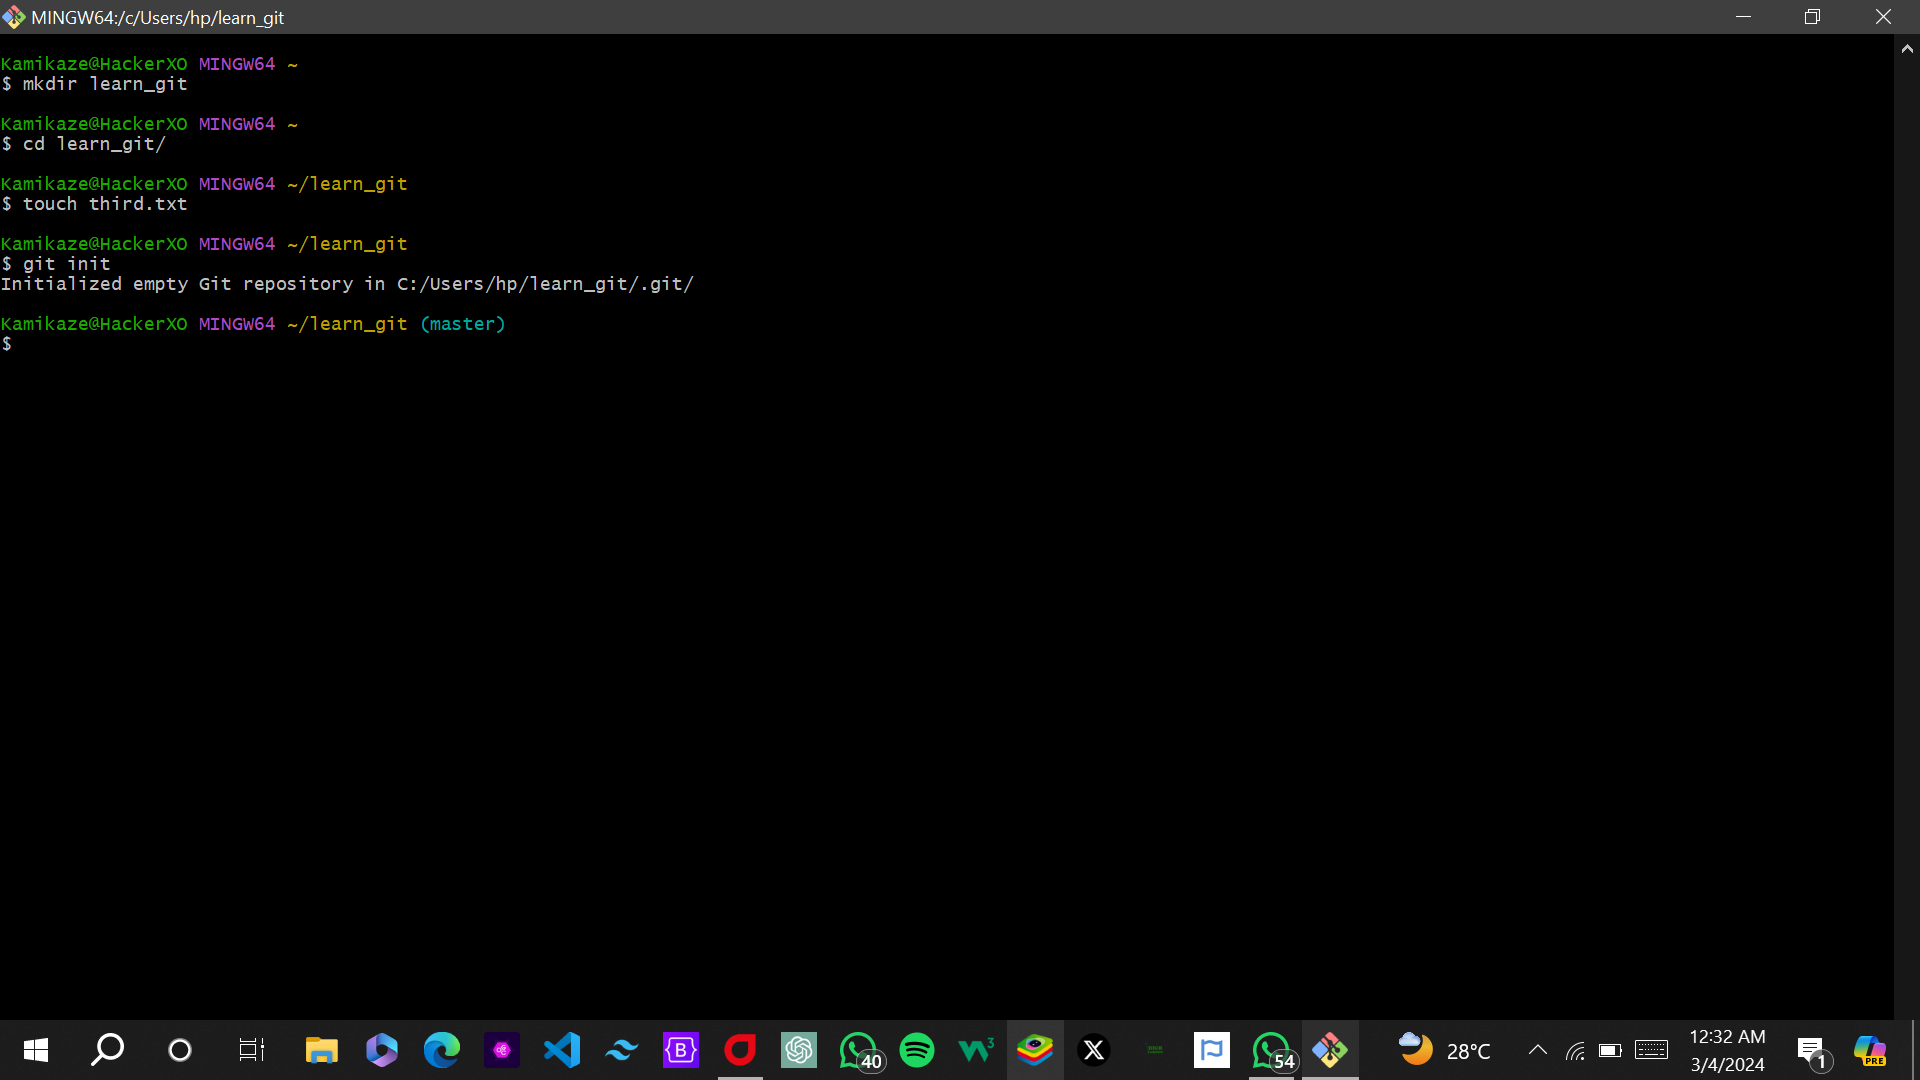 MINGW64:/c/Users/hp/learn_git
Kamikaze@HackerXO MINGW64 ~
$ mkdir learn_git
Kamikaze@HackerXO MINGW64 ~
$ cd learn_git/
Kamikaze@HackerXO MINGW64 ~/learn_git
$ touch third.txt
Kamikaze@HackerXO MINGW64 ~/learn_git
$ git init
Initialized empty Git repository in C:/Users/hp/learn_git/.git/
Kamikaze@HackerXO MINGW64 ~/learn_git (master)
$
B
40
W3
X
54
28°C
12:32 AM
3/4/2024
1
PRE